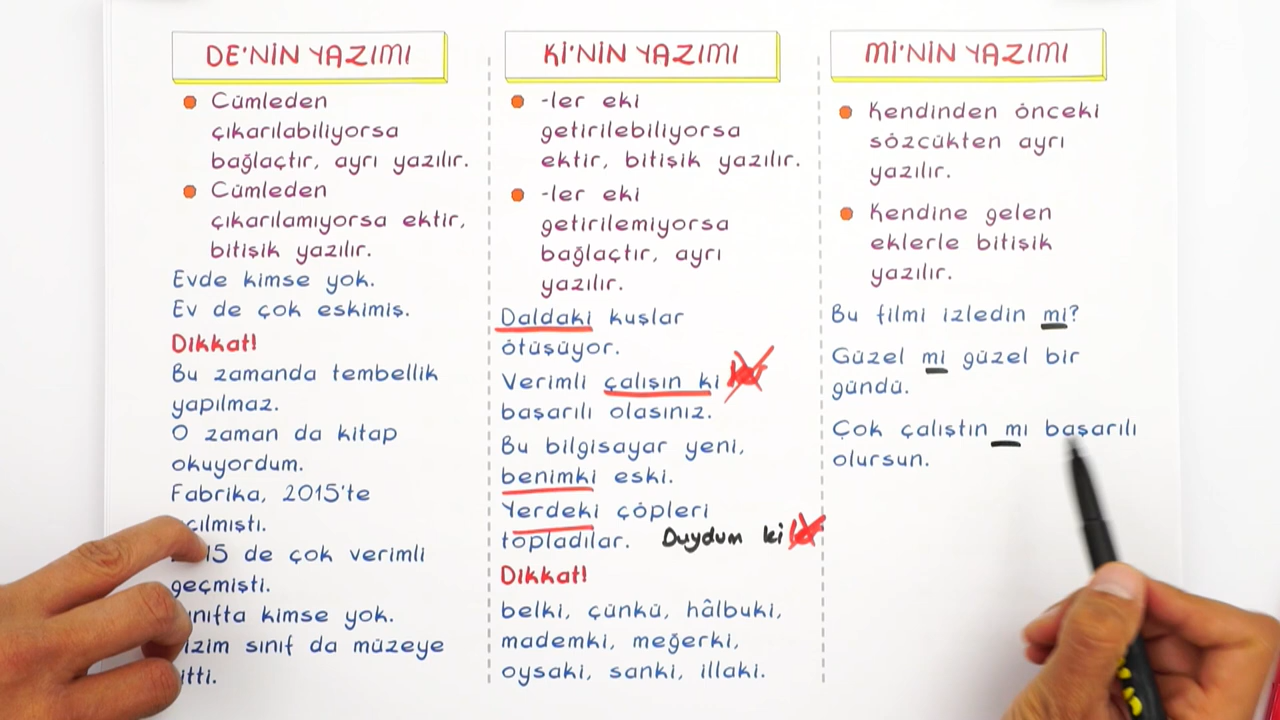 DE'NİN YAZIMI
Cümleden
çıkarılabiliyorsa
bağlaçtır, ayrı yazılır.
Cümleden
çıkarılamıyorsa ektir,
bitişik yazılır.
Evde kimse yok.
Ev de çok eskimiş.
Dikkat!
Bu zamanda tembellik
yapılmaz.
O zaman da kitap
okuyordum.
Fabrika, 2015'te
çılmıştı.
15 de çok verimli
geçmişti.
nıfta kimse yok.
izim sınıf da müzeye
itti.
Kİ'NİN YAZIMI
-ler eki
getirilebiliyorsa
ektir, bitişik yazılır.
-ler eki
getirilemiyorsa
bağlaçtır, ayrı
yazılır.
Daldaki kuşlar
ötüşüyor.
Verimli çalışın ki
başarılı olasınız.
Bu bilgisayar yeni,
benimki eski.
Yerdeki çöpleri
topladılar. Duydum ki
Dikkat!
belki, çünkü, hâlbuki,
mademki, meğerki,
oysaki, sanki, illaki.
Mİ'NİN YAZIMI
Kendinden önceki
sözcükten ayrı
yazılır.
Kendine gelen
eklerle bitişik
yazılır.
Bu filmi izledin mi?
Güzel mi güzel bir
gündü.
Çok çalıştın mı başarılı
olursun.